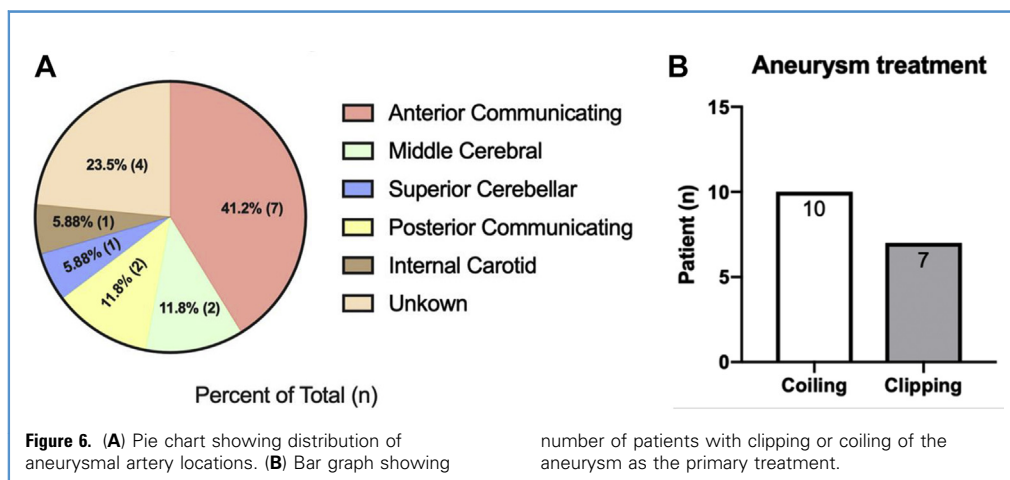 A
23.5% (4)
41.2% (7)
5.88% (1)
5.88% (1)
11.8% (2)
11.8% (2)
Anterior Communicating
Middle Cerebral
Superior Cerebellar
Posterior Communicating
Internal Carotid
Unkown
Percent of Total (n)
B
Aneurysm treatment
Patient (n)
15
10
5
0
10
7
Coiling
Clipping
Figure 6. (A) Pie chart showing distribution of
aneurysmal artery locations. (B) Bar graph showing
number of patients with clipping or coiling of the
aneurysm as the primary treatment.